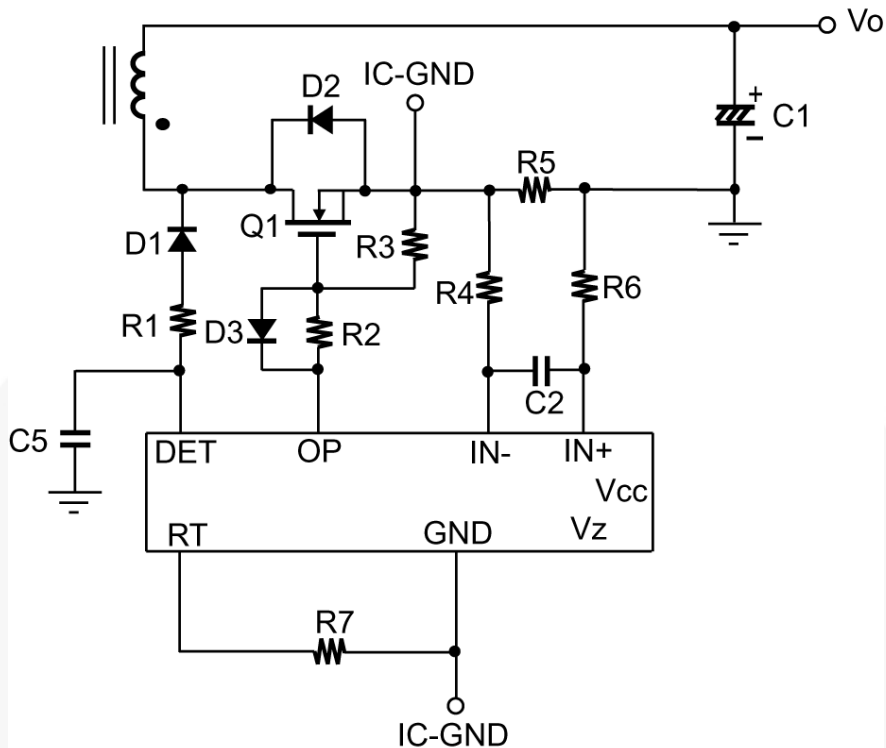 Vo
IC-GND
D2
+
C1
−
R5
Q1
D1
R3
R4
R6
R1
D3
R2
C2
C5
DET OP IN- IN+
Vcc
Vz
RT GND
R7
IC-GND